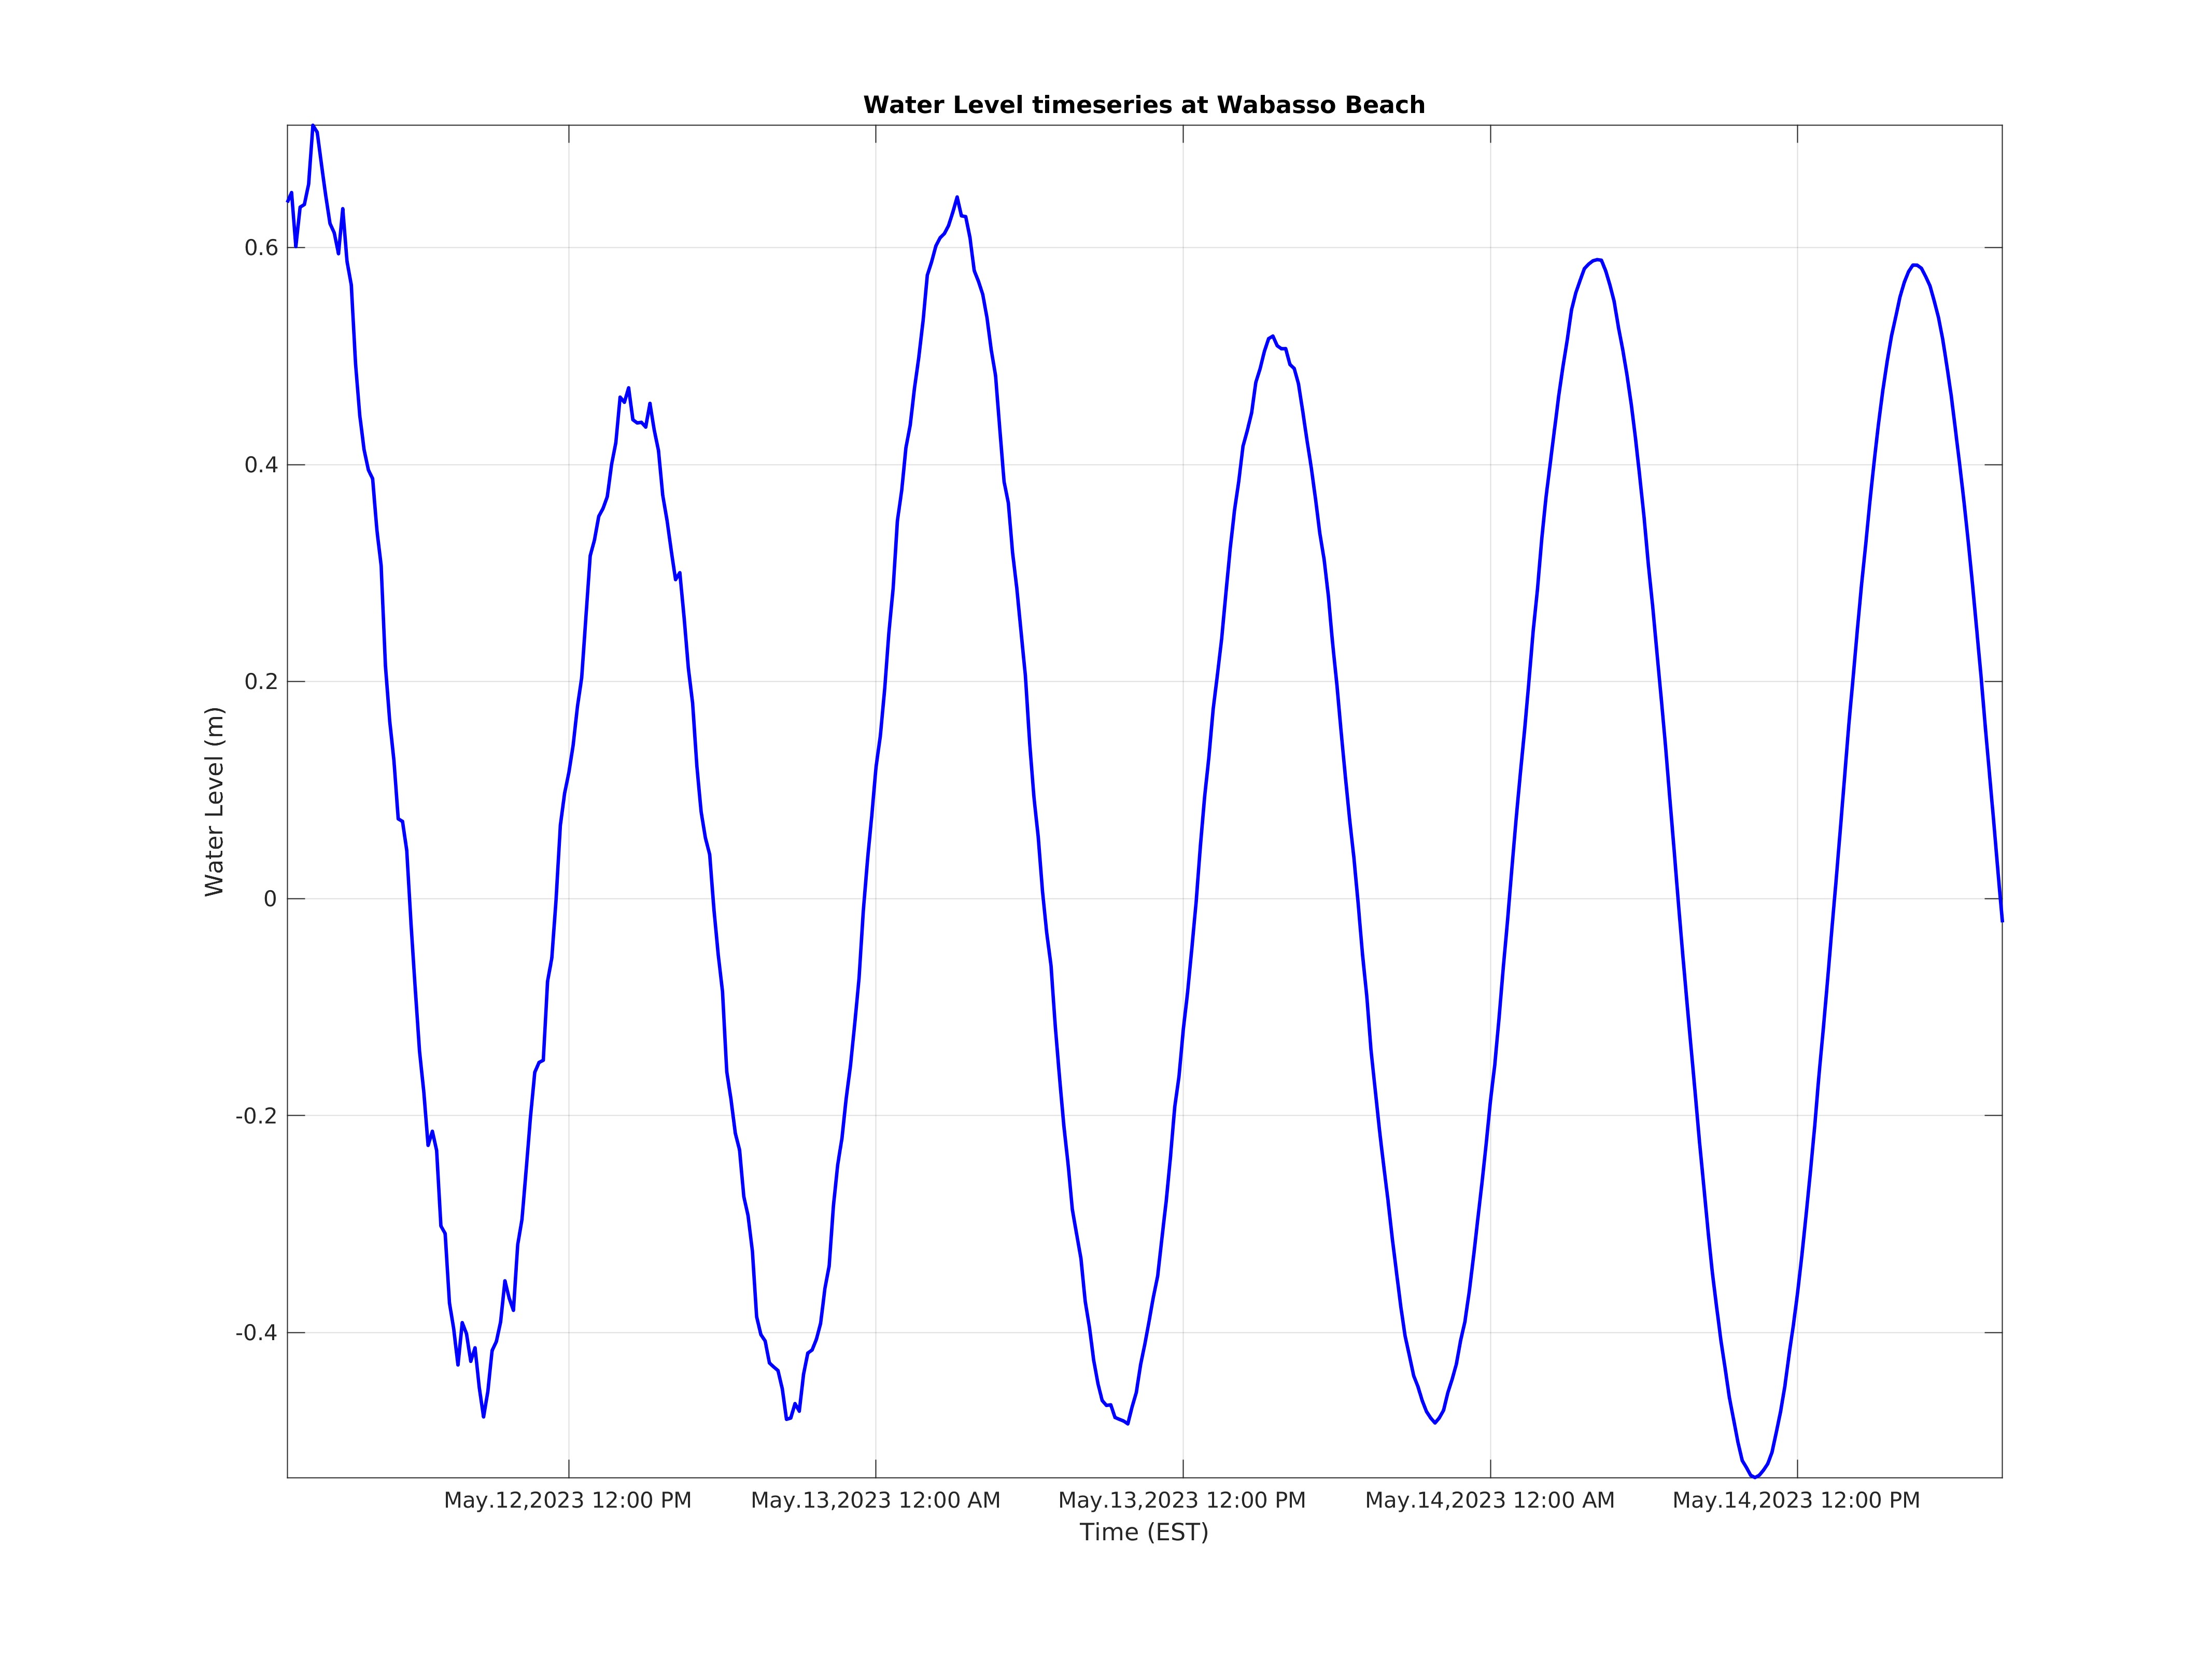 Water Level timeseries at Wabasso Beach
0.6
0.4
0.2
0
-0.2
-0.4
Water Level (m)
May.12,2023 12:00 PM
May.13,2023 12:00 AM
May.13,2023 12:00 PM
May.14,2023 12:00 AM
May.14,2023 12:00 PM
Time (EST)